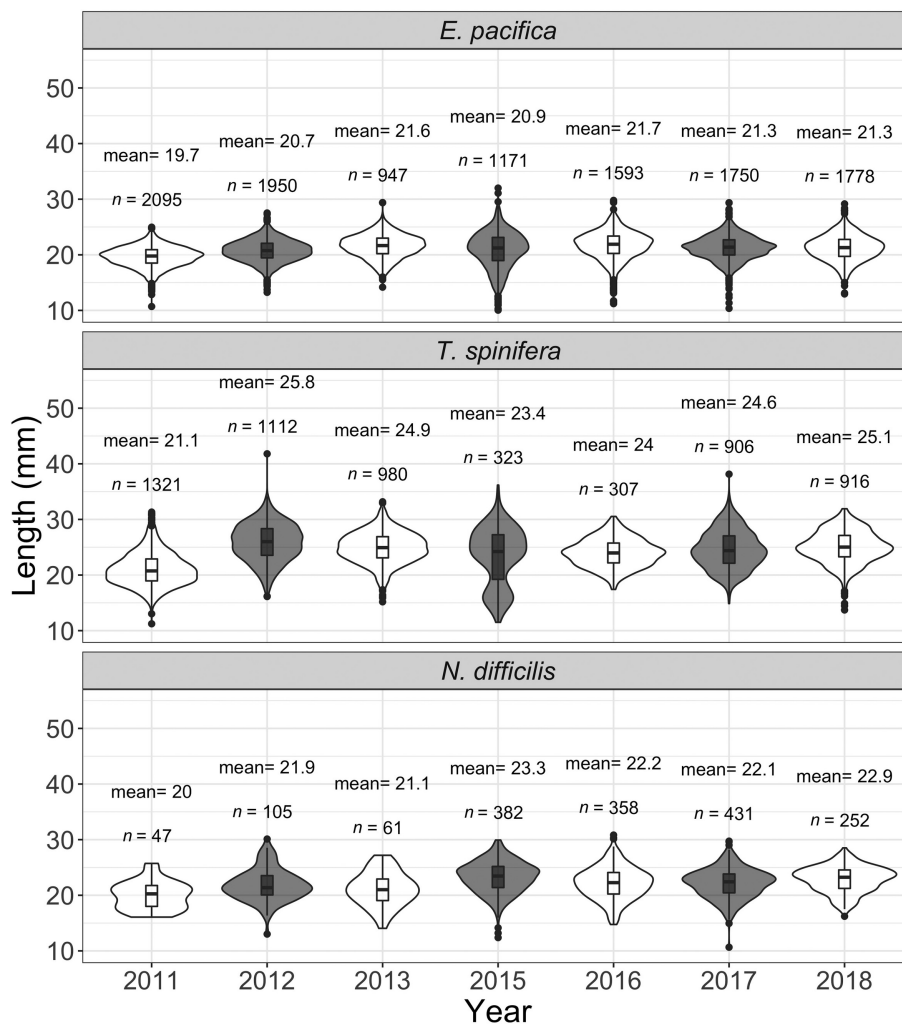 E. pacifica
50
40
30
20
10
mean= 19.7
n = 2095
mean= 20.7
n = 1950
mean= 21.6
n = 947
mean= 20.9
n = 1171
mean= 21.7
n = 1593
mean= 21.3
n = 1750
mean= 21.3
n = 1778
T. spinifera
50
40
30
20
10
mean= 21.1
n = 1321
mean= 25.8
n = 1112
mean= 24.9
n = 980
mean= 23.4
n = 323
mean= 24
n = 307
mean= 24.6
n = 906
mean= 25.1
n = 916
Length (mm)
N. difficilis
50
40
30
20
10
mean= 20
n = 47
mean= 21.9
n = 105
mean= 21.1
n = 61
mean= 23.3
n = 382
mean= 22.2
n = 358
mean= 22.1
n = 431
mean= 22.9
n = 252
2011 2012 2013 2015 2016 2017 2018
Year